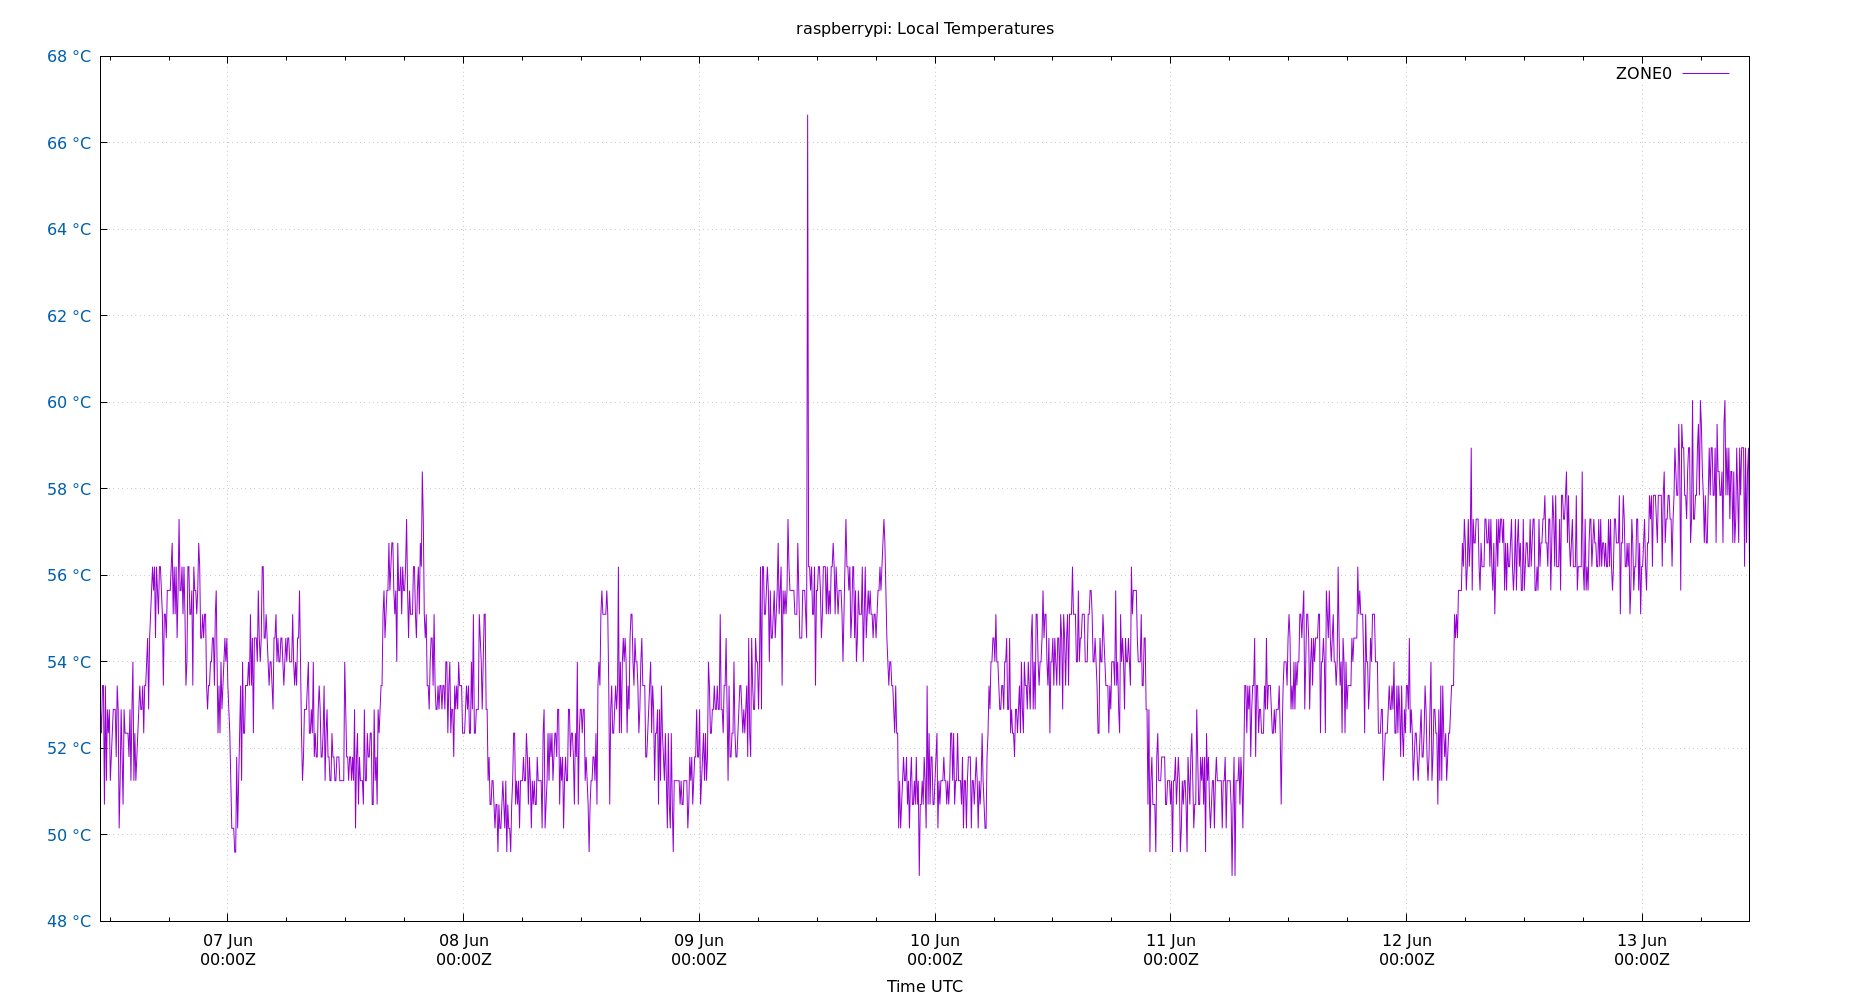 raspberrypi: Local Temperatures
68 °C
ZONE0
66 °C
64 °C
62 °C
60 °C
58 °C
56 °C
54 °C
52 °C
50 °C
48 °C
07 Jun 08 Jun 09 Jun 10 Jun 11 Jun 12 Jun 13 Jun
00:00Z 00:00Z 00:00Z 00:00Z 00:00Z 00:00Z 00:00Z
Time UTC